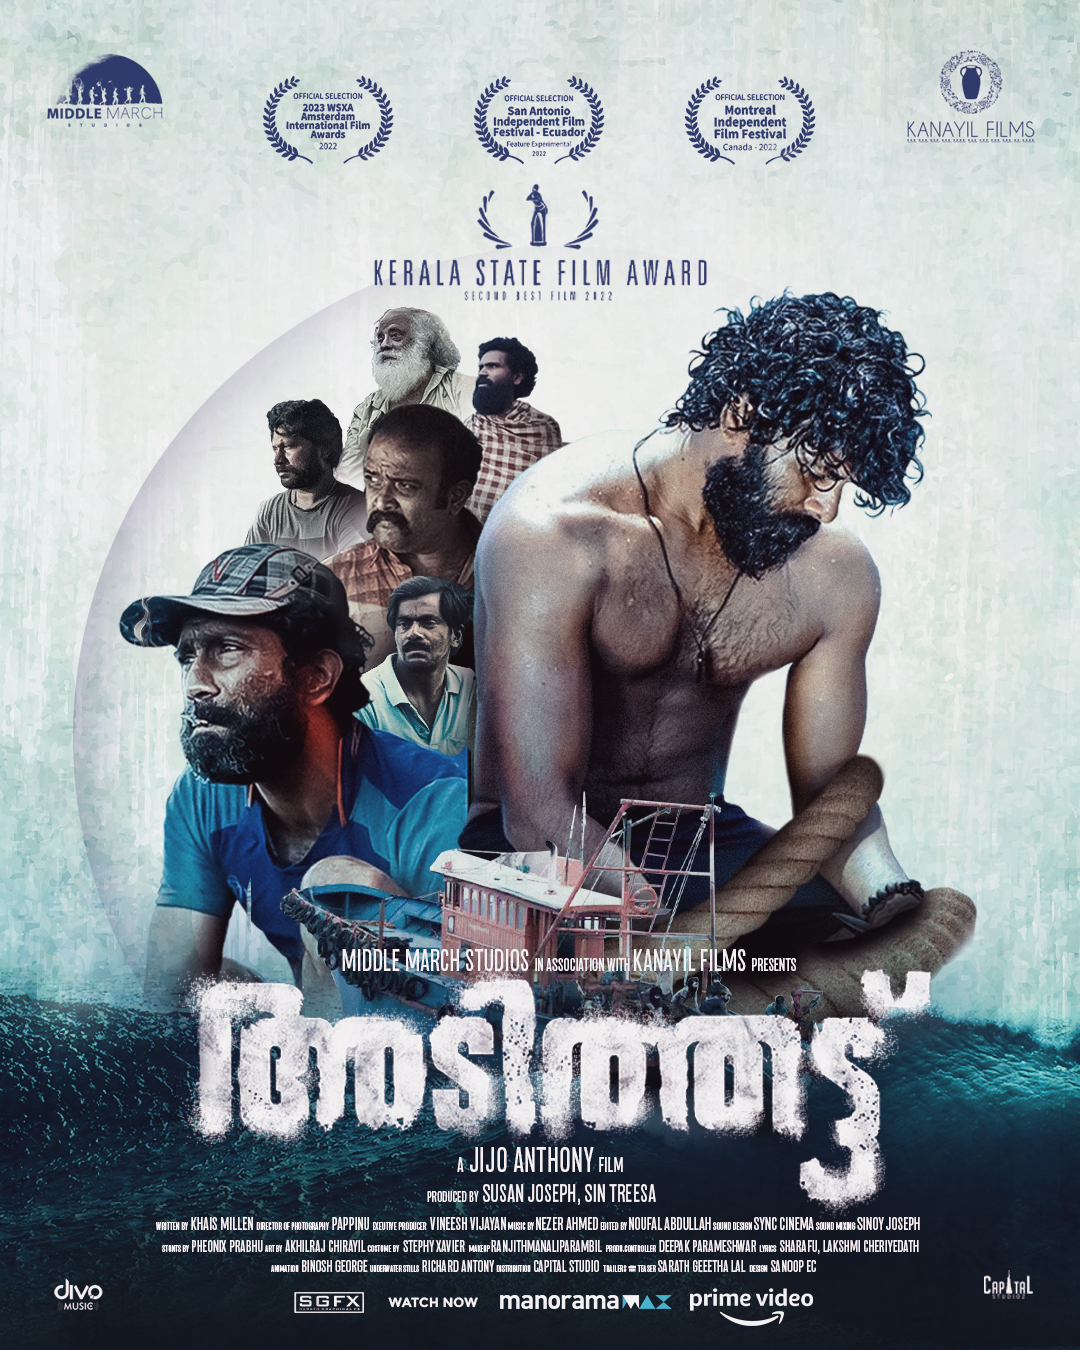 MIDDLE MARCH
STUDIOS
OFFICIAL SELECTION
2023 WSXA
Amsterdam
International Film
Awards
2022
OFFICIAL SELECTION
San Antonio
Independent Film
Festival - Ecuador
Feature Experimental
2022
OFFICIAL SELECTION
Montreal
Independent
Film Festival
Canada - 2022
KANAYIL FILMS
KERALA STATE FILM AWARD
SECOND BEST FILM 2022
MIDDLE MARCH STUDIOS IN ASSOCIATION WITH KANAYIL FILMS PRESENTS
അടിത്തട്ട്
A JIJO ANTHONY FILM
PRODUCED BY SUSAN JOSEPH, SIN TREESA
WRITTEN BY KHAIS MILLEN DIRECTOR OF PHOTOGRAPHY PAPPINU EXEUTIVE PRODUCER VINEESH VIJAYAN MUSIC BY NEZER AHMED EDITED BY NOUFAL ABDULLAH SOUND DESIGN SYNC CINEMA SOUND MIXING SINOY JOSEPH
STUNTS BY PHEONIX PRABHU ART BY AKHILRAJ CHIRAYIL COSTUME BY STEPHY XAVIER MAKEUP RANJITHMANALIPARAMBIL PRODU.CONTROLLER DEEPAK PARAMESHWAR LYRICS SHARAFU, LAKSHMI CHERIYEDATH
ANIMATION BINOSH GEORGE UNDERWATER STILLS RICHARD ANTONY DISTRIBUTION CAPITAL STUDIO TRAILERS TEASER SARATH GEEETHA LAL DESIGN SANOOP EC
divo
MUSIC
SGFX
WATCH NOW
manoramaMAX
prime video
CAPITAL
STUDIOZ